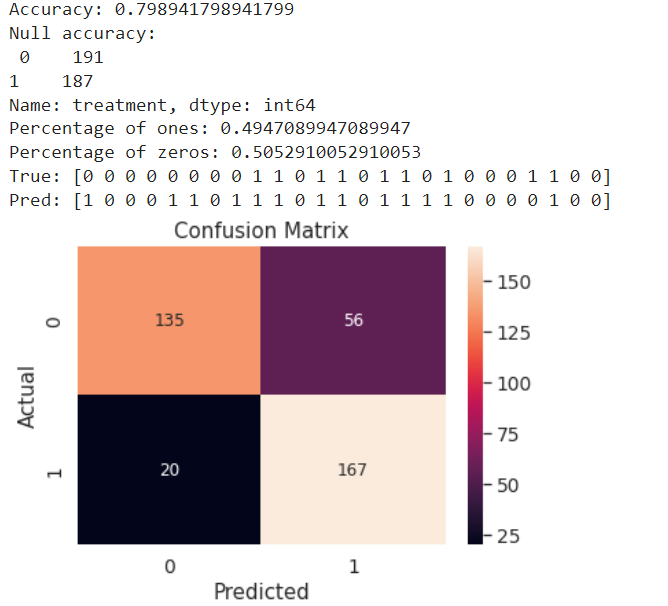 Accuracy: 0.798941798941799
Null accuracy:
 0    191
1    187
Name: treatment, dtype: int64
Percentage of ones: 0.4947089947089947
Percentage of zeros: 0.5052910052910053
True: [0 0 0 0 0 0 0 0 1 1 0 1 1 0 1 1 0 1 0 0 0 1 1 0 0]
Pred: [1 0 0 0 1 1 0 1 1 1 0 1 1 0 1 1 1 1 0 0 0 0 1 0 0]
Confusion Matrix
135 56
20 167
0
1
Actual
0 1
Predicted
150
125
100
75
50
25